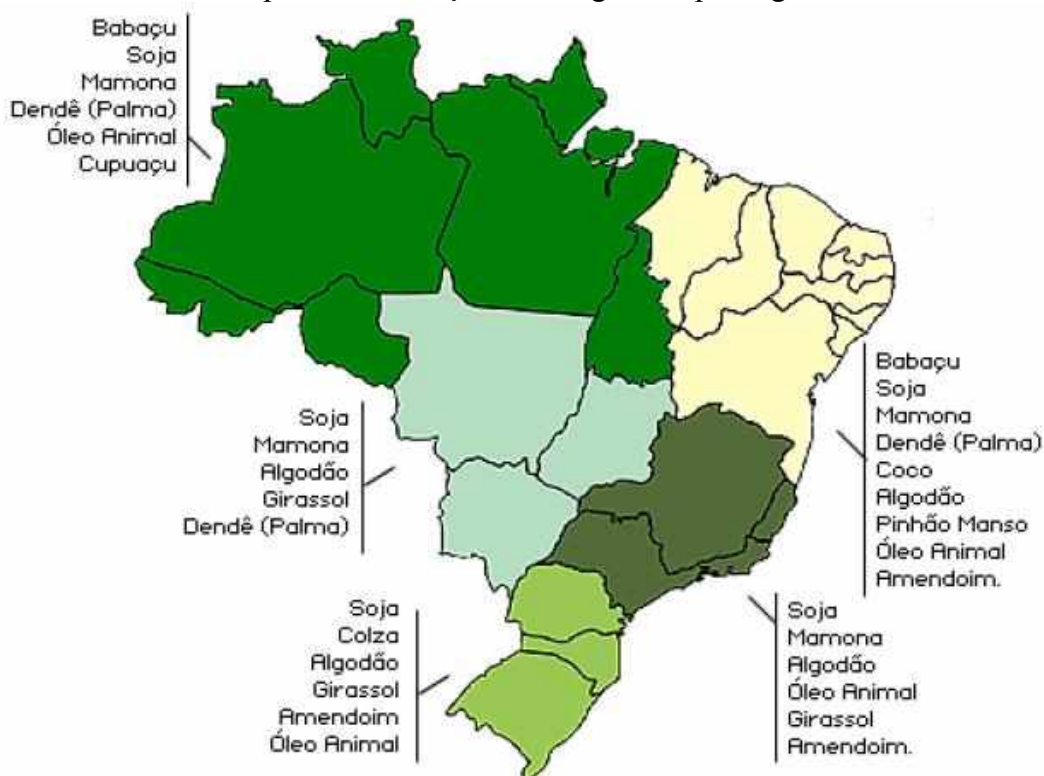 Babaçu
Soja
Mamona
Dendê (Palma)
Óleo Animal
Cupuaçu
Babaçu
Soja
Mamona
Dendê (Palma)
Coco
Algodão
Pinhão Manso
Óleo Animal
Amendoim.
Soja
Mamona
Algodão
Girassol
Dendê (Palma)
Soja
Colza
Algodão
Girassol
Amendoim
Óleo Animal
Soja
Mamona
Algodão
Óleo Animal
Girassol
Amendoim.